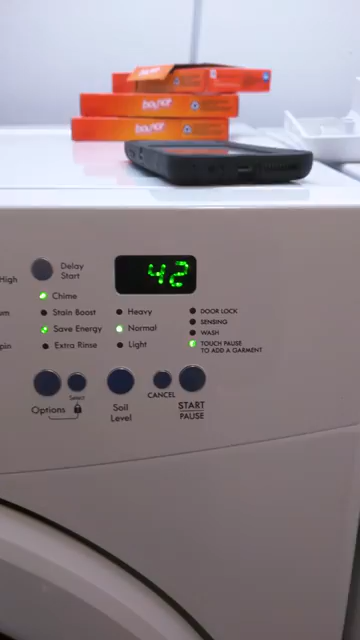 bounce
bounce
High
Delay
Start
42
Chime
Stain Boost
Save Energy
Extra Rinse
Heavy
Normal
Light
DOOR LOCK
SENSING
WASH
TOUCH PAUSE
TO ADD A GARMENT
Select
Options
Soil
Level
CANCEL
START
PAUSE